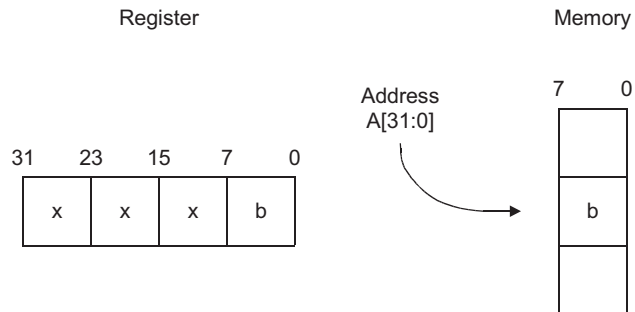 Register Memory
7 0
Address
A[31:0]
31 23 15 7 0
x x x b
b